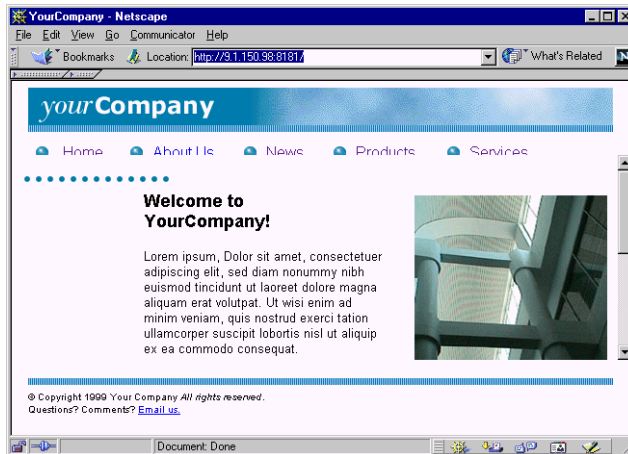 YourCompany - Netscape
File Edit View Go Communicator Help
Bookmarks Location: http://9.1.150.98:8181/ What's Related N
yourCompany
Home About Us News Products Services
Welcome to
YourCompany!
Lorem ipsum, Dolor sit amet, consectetuer
adipiscing elit, sed diam nonummy nibh
euismod tincidunt ut laoreet dolore magna
aliquam erat volutpat. Ut wisi enim ad
minim veniam, quis nostrud exerci tation
ullamcorper suscipit lobortis nisl ut aliquip
ex ea commodo consequat.
© Copyright 1999 Your Company All rights reserved.
Questions? Comments? Email us.
Document: Done